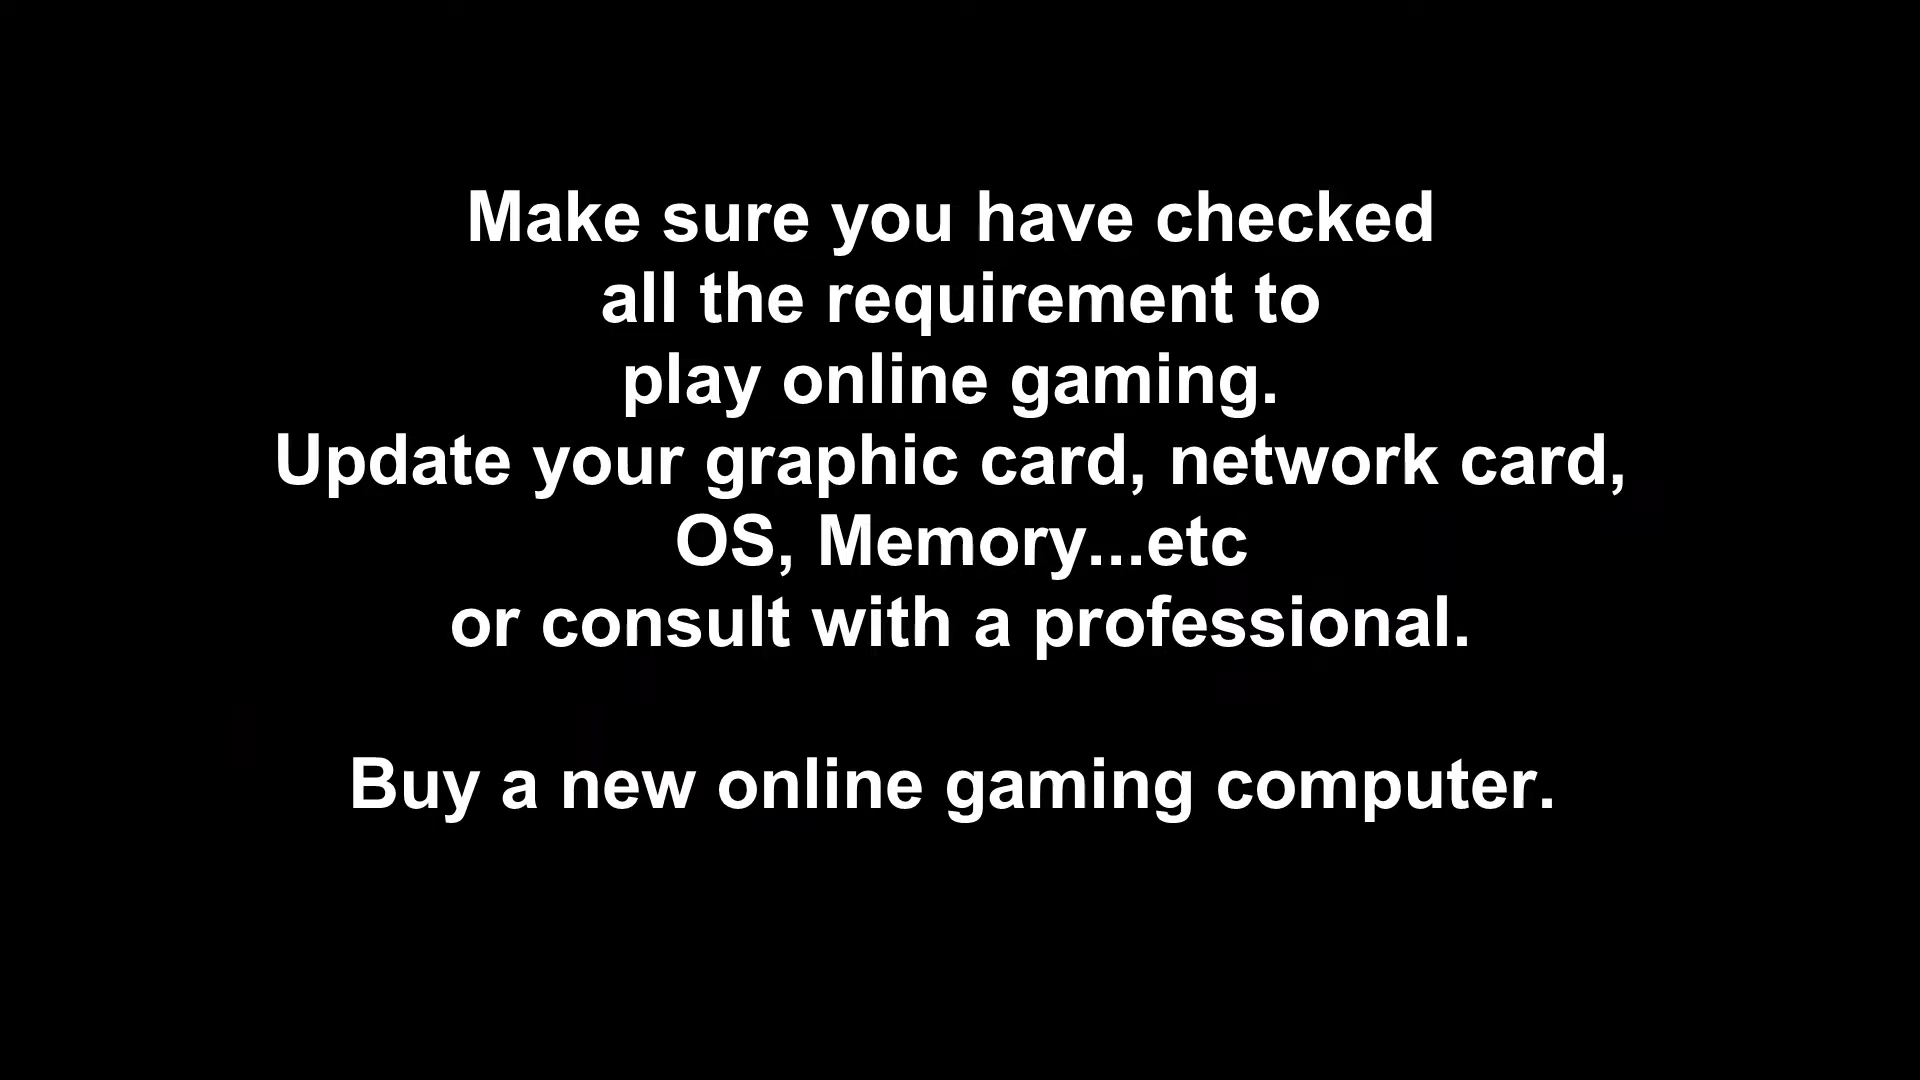 Make sure you have checked
all the requirement to
play online gaming.
Update your graphic card, network card,
OS, Memory...etc
or consult with a professional.
Buy a new online gaming computer.